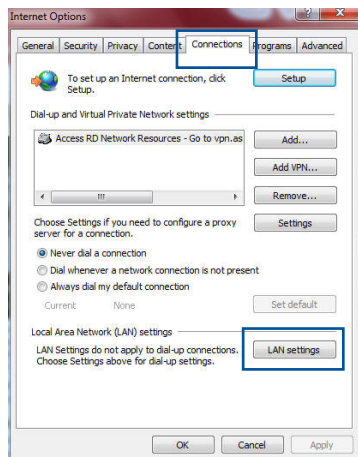 Internet Options
General Security Privacy Content Connections Programs Advanced
To set up an Internet connection, click
Setup.
Setup
Dial-up and Virtual Private Network settings
Access RD Network Resources - Go to vpn.as
Add...
Add VPN...
Remove...
Choose Settings if you need to configure a proxy
server for a connection.
Settings
Never dial a connection
Dial whenever a network connection is not present
Always dial my default connection
Current None
Set default
Local Area Network (LAN) settings
LAN Settings do not apply to dial-up connections.
Choose Settings above for dial-up settings.
LAN settings
OK Cancel Apply